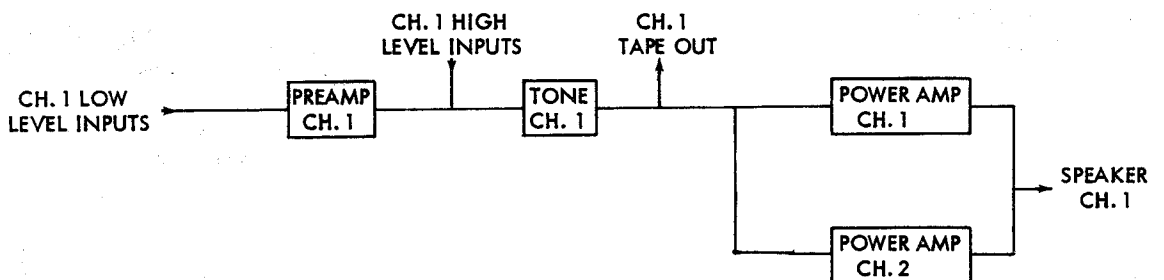 CH. 1 HIGH
LEVEL INPUTS
CH. 1
TAPE OUT
CH. 1 LOW
LEVEL INPUTS
PREAMP
CH. 1
TONE
CH. 1
POWER AMP
CH. 1
SPEAKER
CH. 1
POWER AMP
CH. 2